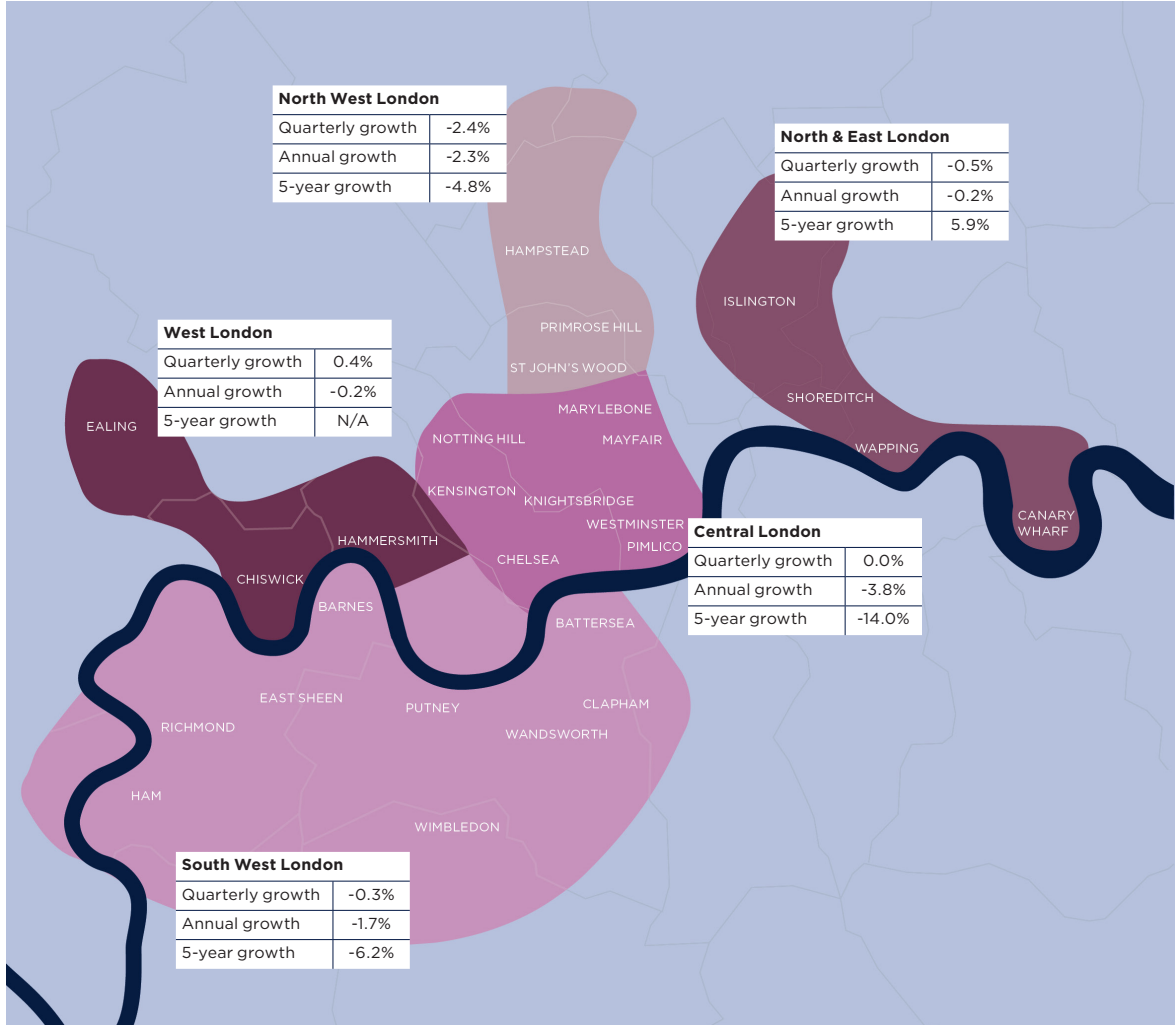 North West London
Quarterly growth -2.4%
Annual growth -2.3%
5-year growth -4.8%
North & East London
Quarterly growth -0.5%
Annual growth -0.2%
5-year growth 5.9%
HAMPSTEAD
ISLINGTON
PRIMROSE HILL
ST JOHN'S WOOD
West London
Quarterly growth 0.4%
Annual growth -0.2%
5-year growth N/A
EALING
SHOREDITCH
WAPPING
CANARY
WHARF
MARYLEBONE
NOTTING HILL
MAYFAIR
KENSINGTON
KNIGHTSBRIDGE
WESTMINSTER
PIMLICO
CHELSEA
HAMMERSMITH
CHISWICK
Central London
Quarterly growth 0.0%
Annual growth -3.8%
5-year growth -14.0%
BARNES
BATTERSEA
EAST SHEEN
PUTNEY
CLAPHAM
RICHMOND
WANDSWORTH
HAM
WIMBLEDON
South West London
Quarterly growth -0.3%
Annual growth -1.7%
5-year growth -6.2%